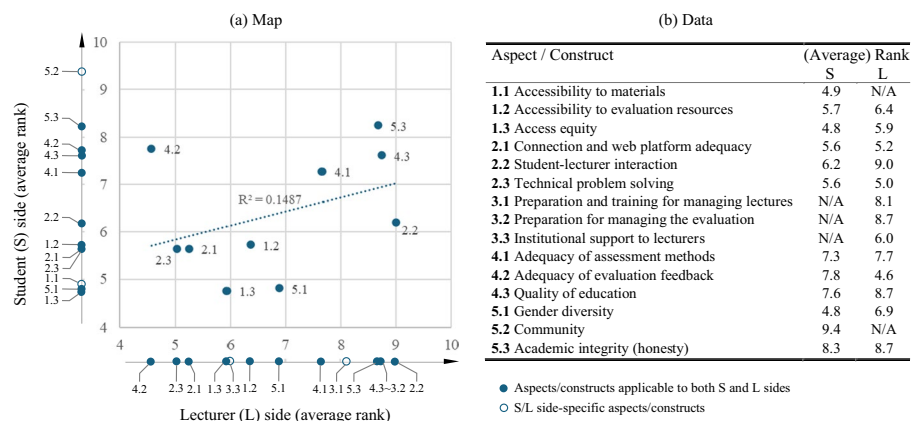 (a) Map
(b) Data
10
9
8
7
6
5
4
4 5 6 7 8 9 10
Student (S) side (average rank)
5.2
5.3
4.2
4.3
4.1
2.2
1.2
2.1
2.3
1.1
5.1
1.3
4.2
5.3
4.3
4.1
R² = 0.1487
2.2
2.3
2.1
1.2
1.3
5.1
4.2 2.3 2.1 1.3 3.3 1.2 5.1 4.1 3.1 5.3 4.3~3.2 2.2
Lecturer (L) side (average rank)
Aspect / Construct (Average) Rank
S L
1.1 Accessibility to materials 4.9 N/A
1.2 Accessibility to evaluation resources 5.7 6.4
1.3 Access equity 4.8 5.9
2.1 Connection and web platform adequacy 5.6 5.2
2.2 Student-lecturer interaction 6.2 9.0
2.3 Technical problem solving 5.6 5.0
3.1 Preparation and training for managing lectures N/A 8.1
3.2 Preparation for managing the evaluation N/A 8.7
3.3 Institutional support to lecturers N/A 6.0
4.1 Adequacy of assessment methods 7.3 7.7
4.2 Adequacy of evaluation feedback 7.8 4.6
4.3 Quality of education 7.6 8.7
5.1 Gender diversity 4.8 6.9
5.2 Community 9.4 N/A
5.3 Academic integrity (honesty) 8.3 8.7
Aspects/constructs applicable to both S and L sides
S/L side-specific aspects/constructs